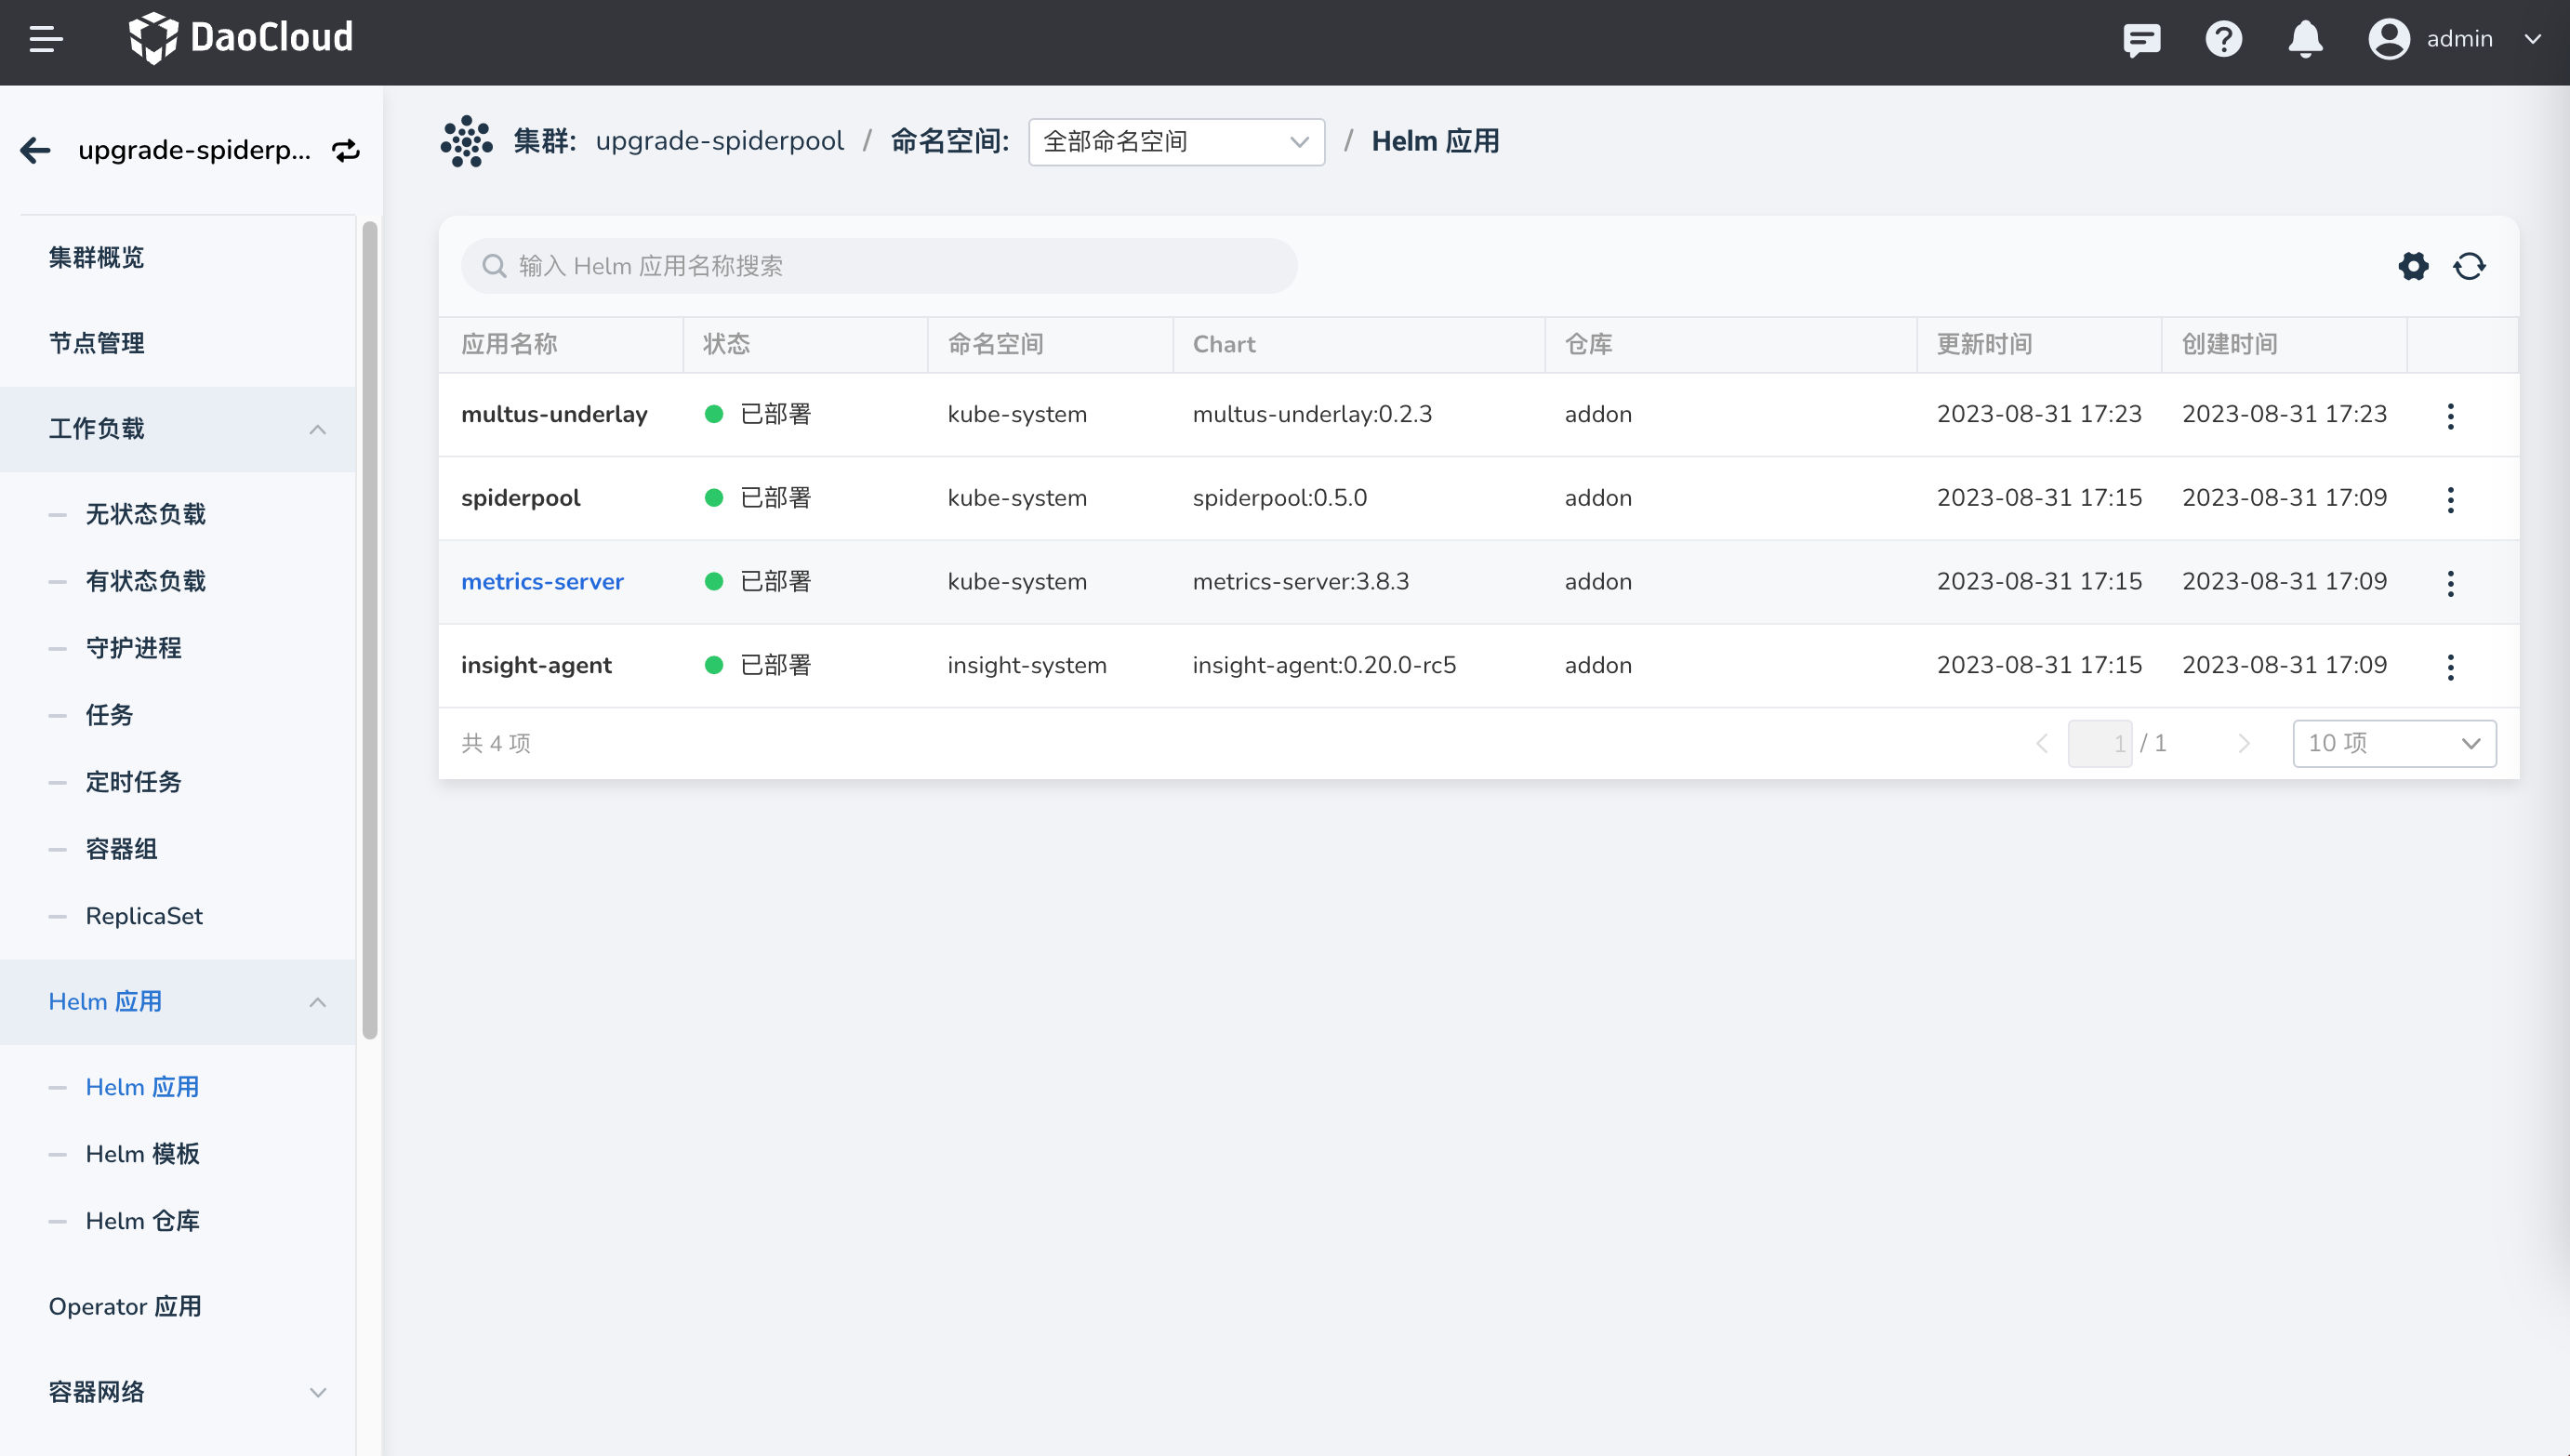 DaoCloud
admin
upgrade-spiderp...
集群: upgrade-spiderpool / 命名空间: 全部命名空间 / Helm 应用
集群概览
节点管理
工作负载
无状态负载
有状态负载
守护进程
任务
定时任务
容器组
ReplicaSet
Helm 应用
Helm 应用
Helm 模板
Helm 仓库
Operator 应用
容器网络
输入 Helm 应用名称搜索
应用名称 状态 命名空间 Chart 仓库 更新时间 创建时间
multus-underlay 已部署 kube-system multus-underlay:0.2.3 addon 2023-08-31 17:23 2023-08-31 17:23
spiderpool 已部署 kube-system spiderpool:0.5.0 addon 2023-08-31 17:15 2023-08-31 17:09
metrics-server 已部署 kube-system metrics-server:3.8.3 addon 2023-08-31 17:15 2023-08-31 17:09
insight-agent 已部署 insight-system insight-agent:0.20.0-rc5 addon 2023-08-31 17:15 2023-08-31 17:09
共 4 项 1 / 1 10 项